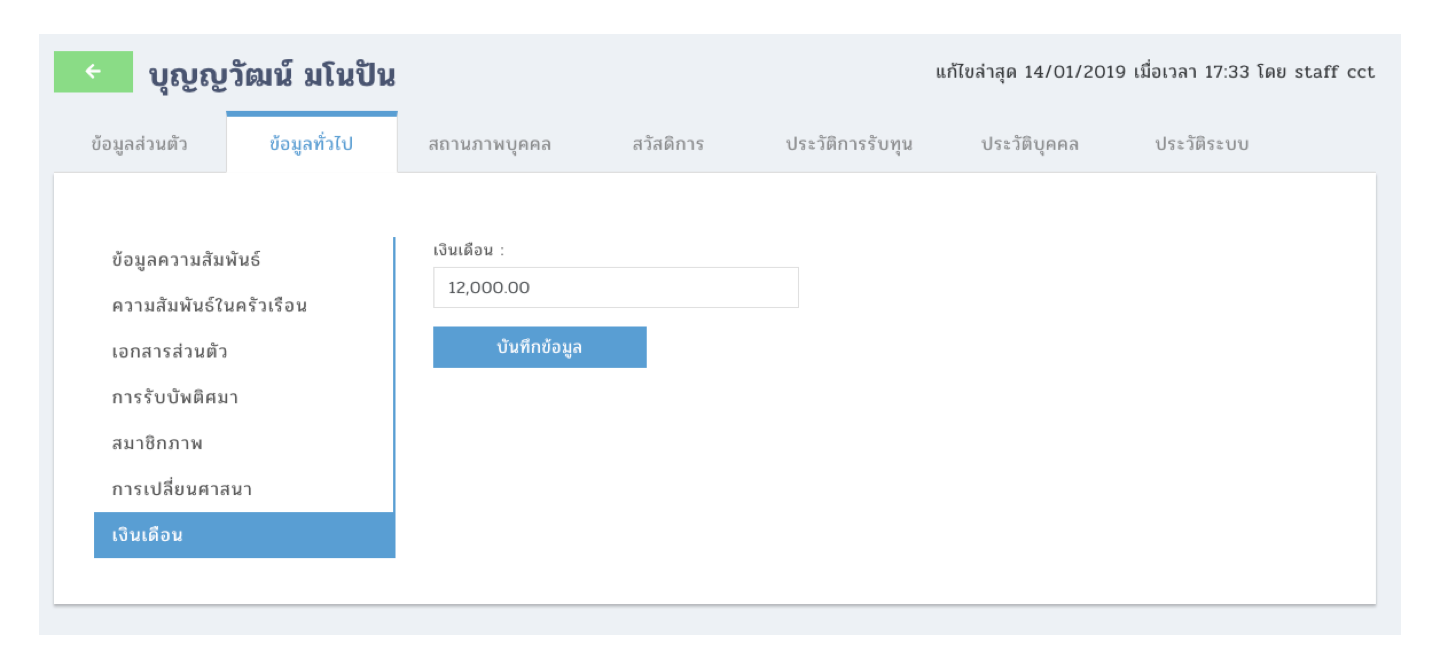 บุญญวัฒน์ มโนปัน
แก้ไขล่าสุด 14/01/2019 เมื่อเวลา 17:33 โดย staff cct
ข้อมูลส่วนตัว ข้อมูลทั่วไป สถานภาพบุคคล สวัสดิการ ประวัติการรับทุน ประวัติบุคคล ประวัติระบบ
ข้อมูลความสัมพันธ์
ความสัมพันธ์ในครัวเรือน
เอกสารส่วนตัว
การรับบัพติศมา
สมาชิกภาพ
การเปลี่ยนศาสนา
เงินเดือน
เงินเดือน :
12,000.00
บันทึกข้อมูล